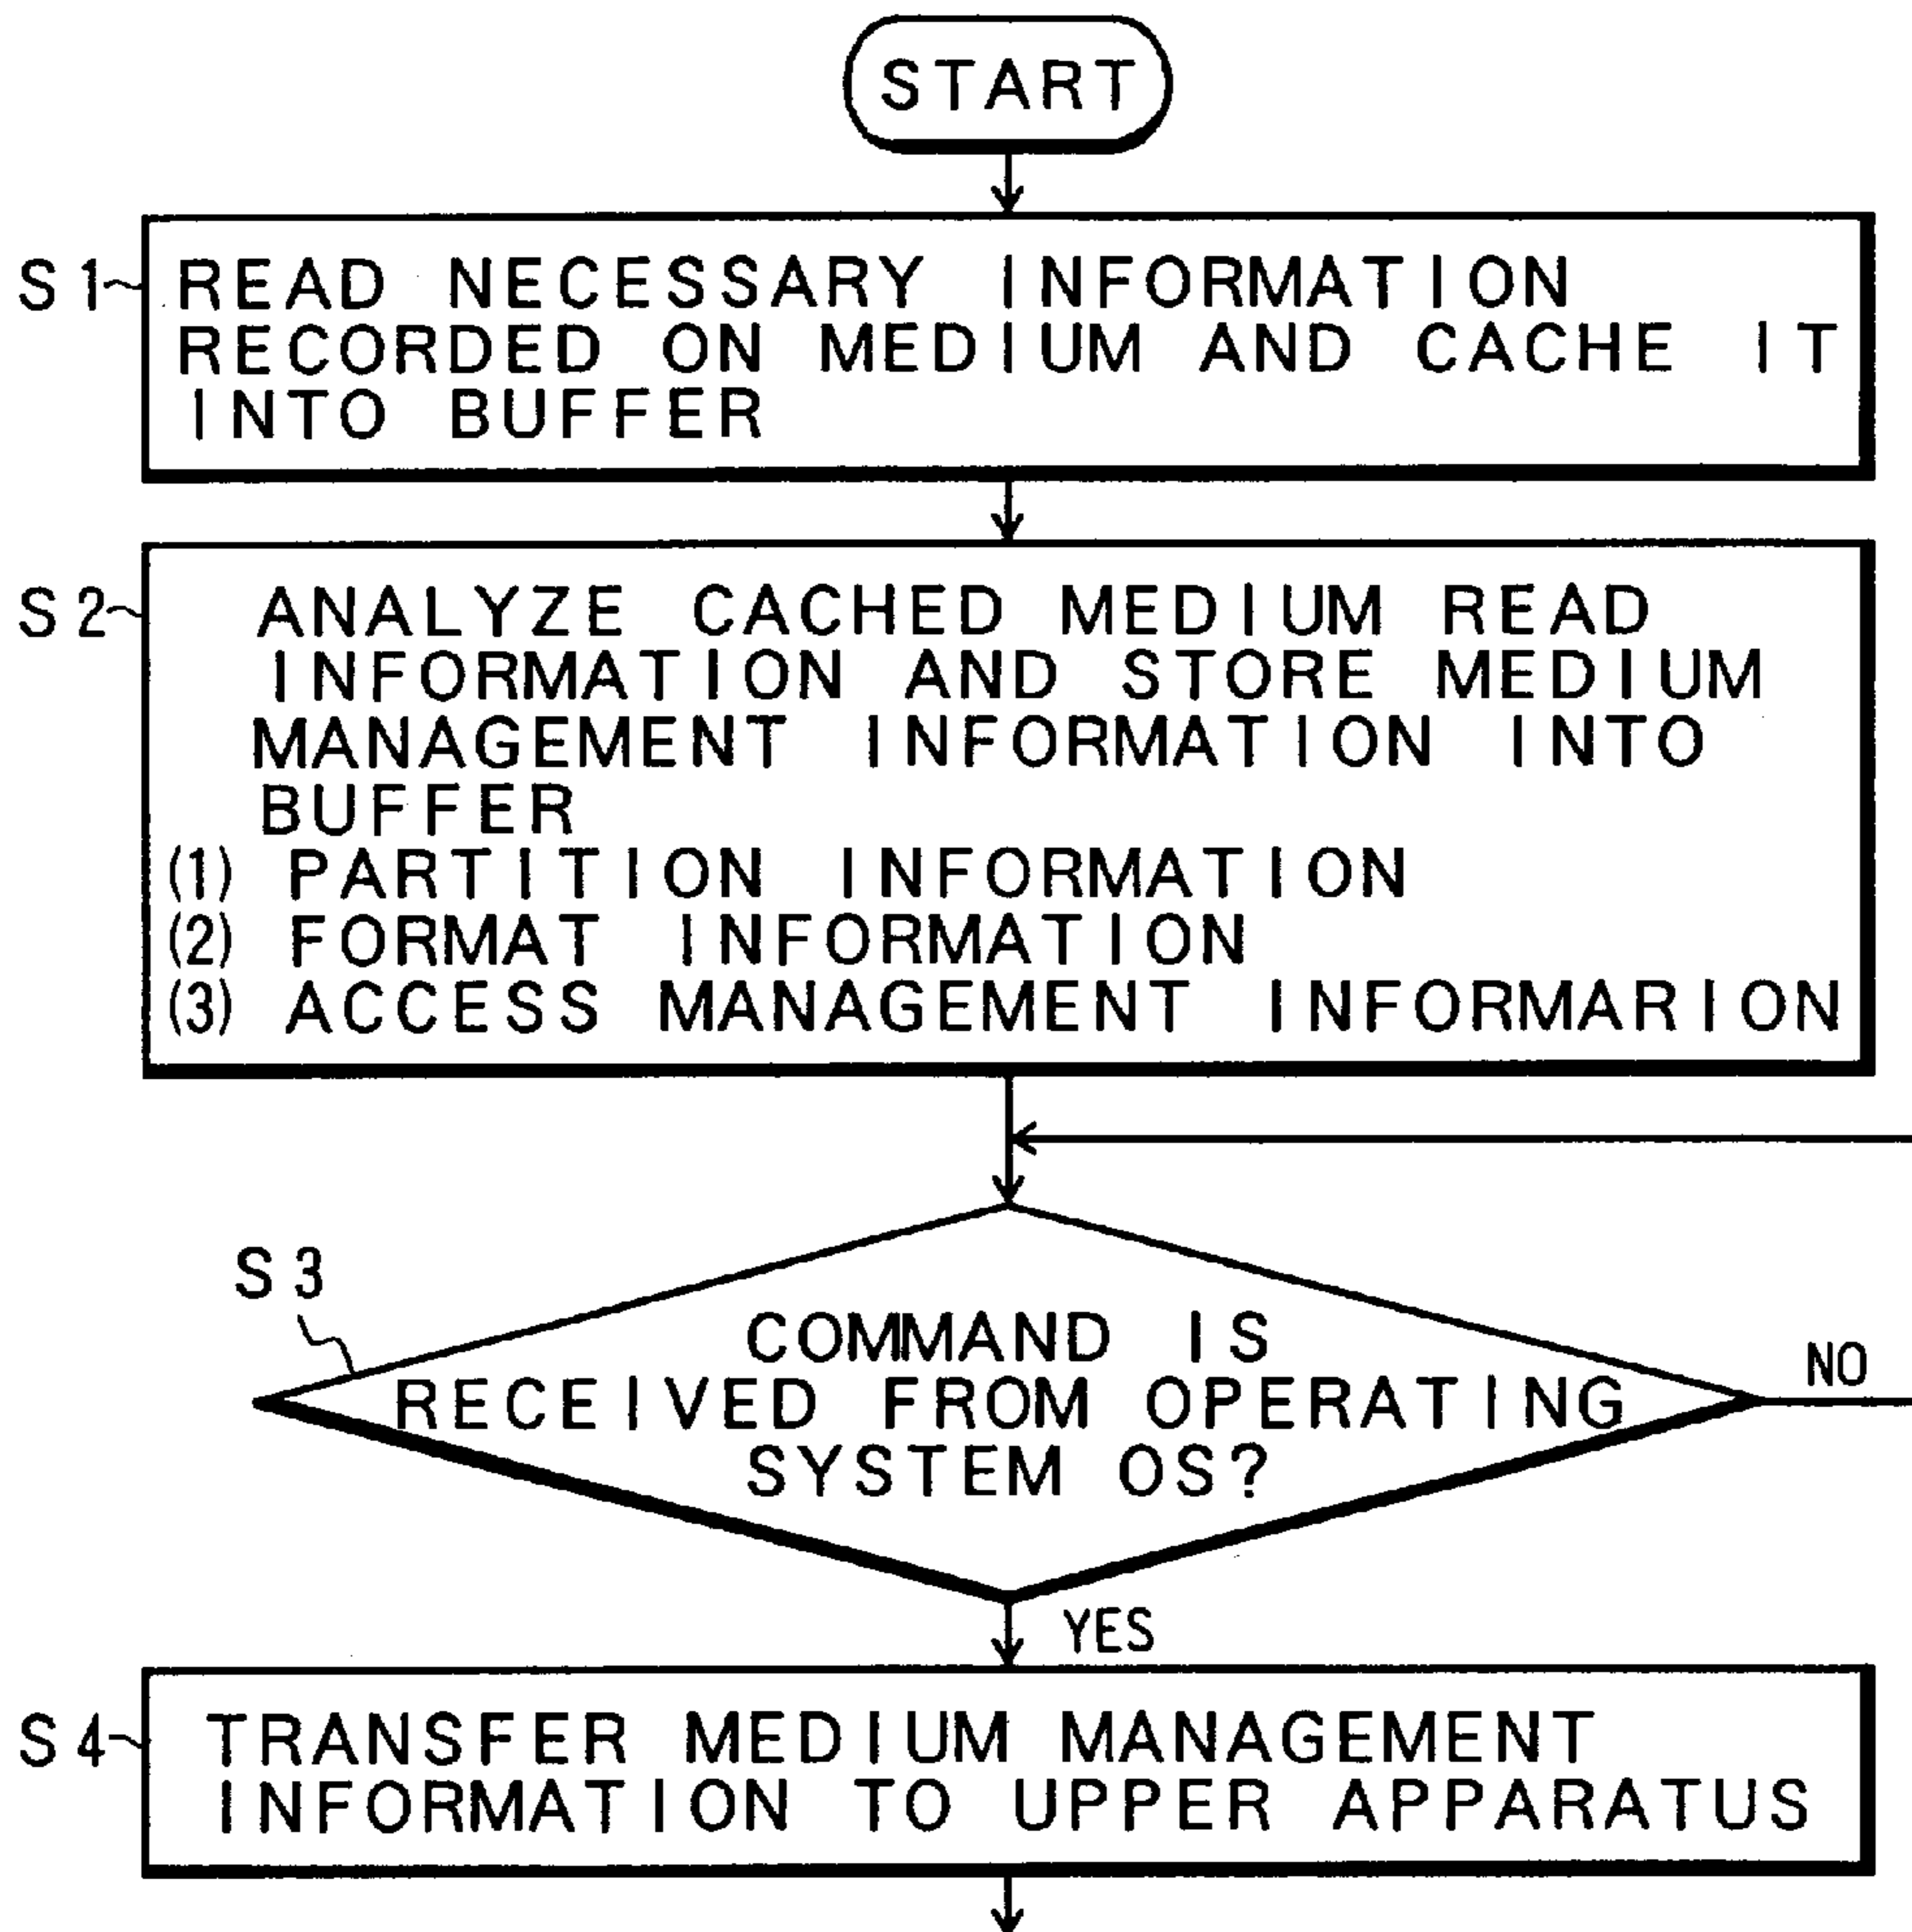 START
S1
READ NECESSARY INFORMATION
RECORDED ON MEDIUM AND CACHE IT
INTO BUFFER
S2
ANALYZE CACHED MEDIUM READ
INFORMATION AND STORE MEDIUM
MANAGEMENT INFORMATION INTO
BUFFER
(1) PARTITION INFORMATION
(2) FORMAT INFORMATION
(3) ACCESS MANAGEMENT INFORMARION
S3
COMMAND IS
RECEIVED FROM OPERATING
SYSTEM OS?
NO
YES
S4
TRANSFER MEDIUM MANAGEMENT
INFORMATION TO UPPER APPARATUS